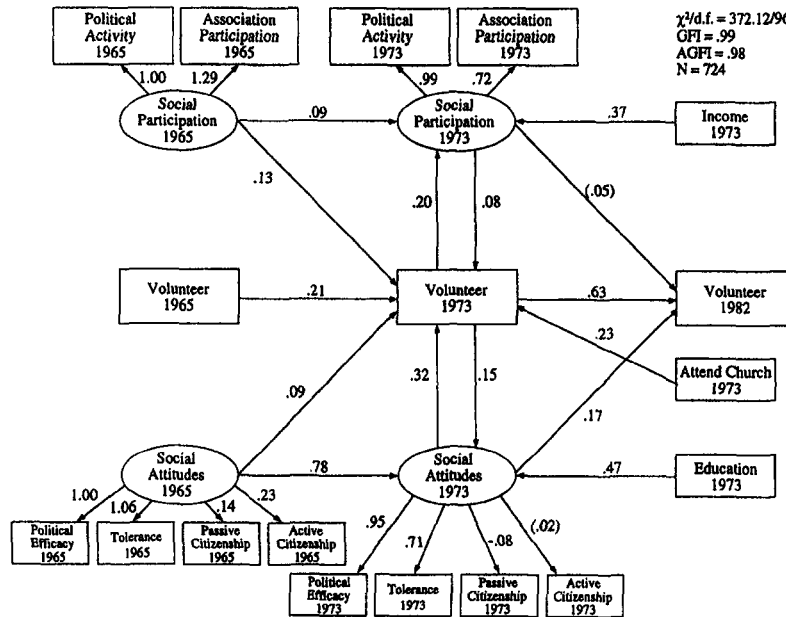 Political
Activity
1965
Association
Participation
1965
Political
Activity
1973
Association
Participation
1973
χ²/d.f. = 372.12/96
GFI = .99
AGFI = .98
N = 724
1.00
1.29
.99
.72
Social
Participation
1965
.09
Social
Participation
1973
.37
Income
1973
.13
.20
.08
(.05)
Volunteer
1965
.21
Volunteer
1973
.63
Volunteer
1982
.23
Attend Church
1973
.09
.32
.15
.17
Social
Attitudes
1965
.78
Social
Attitudes
1973
.47
Education
1973
1.00
1.06
.14
.23
Political
Efficacy
1965
Tolerance
1965
Passive
Citizenship
1965
Active
Citizenship
1965
.95
.71
-.08
(.02)
Political
Efficacy
1973
Tolerance
1973
Passive
Citizenship
1973
Active
Citizenship
1973